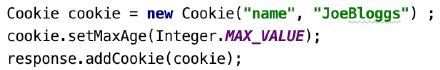 Cookie cookie = new Cookie("name", "JoeBloggs") ;
cookie.setMaxAge(Integer.MAX_VALUE);
response.addCookie(cookie);